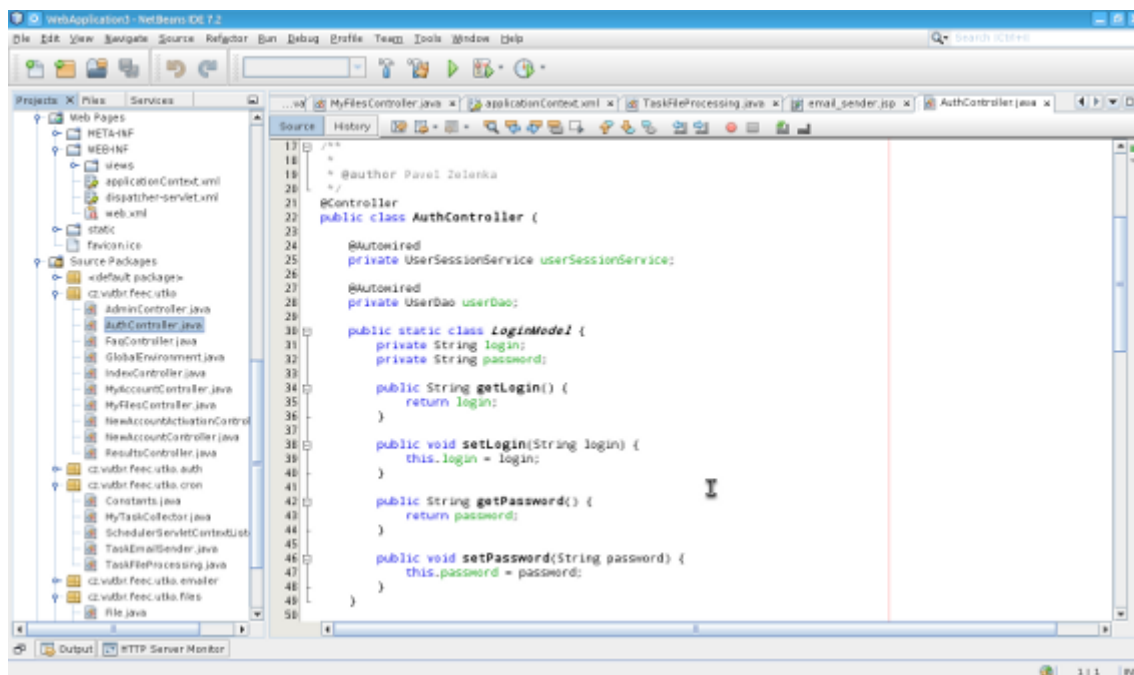 WebApplication3 - NetBeans IDE 7.2
File Edit View Navigate Source Refactor Run Debug Profile Team Tools Window Help
Search (Ctrl+I)
Projects Files Services
MyFilesController.java applicationContext.xml TaskFileProcessing.java email_sender.jsp AuthController.java
Source History
Web Pages
META-INF
WEB-INF
views
applicationContext.xml
dispatcher-servlet.xml
web.xml
static
favicon.ico
Source Packages
<default package>
cz.vutbr.feec.utko
AdminController.java
AuthController.java
FaqController.java
GlobalEnvironment.java
IndexController.java
MyAccountController.java
MyFilesController.java
NewAccountActivationControl
NewAccountController.java
ResultsController.java
cz.vutbr.feec.utko.auth
cz.vutbr.feec.utko.cron
Constants.java
MyTaskCollector.java
SchedulerServletContextList
TaskEmailSender.java
TaskFileProcessing.java
cz.vutbr.feec.utko.emailer
cz.vutbr.feec.utko.files
File.java
17 /**
18 *
19 * @author Pavel Zelenka
20 */
21 @Controller
22 public class AuthController {
23
24 @Autowired
25 private UserSessionService userSessionService;
26
27 @Autowired
28 private UserDao userDao;
29
30 public static class LoginModel {
31 private String login;
32 private String password;
33
34 public String getLogin() {
35 return login;
36 }
37
38 public void setLogin(String login) {
39 this.login = login;
40 }
41
42 public String getPassword() {
43 return password;
44 }
45
46 public void setPassword(String password) {
47 this.password = password;
48 }
49 }
50
Output HTTP Server Monitor
1|1